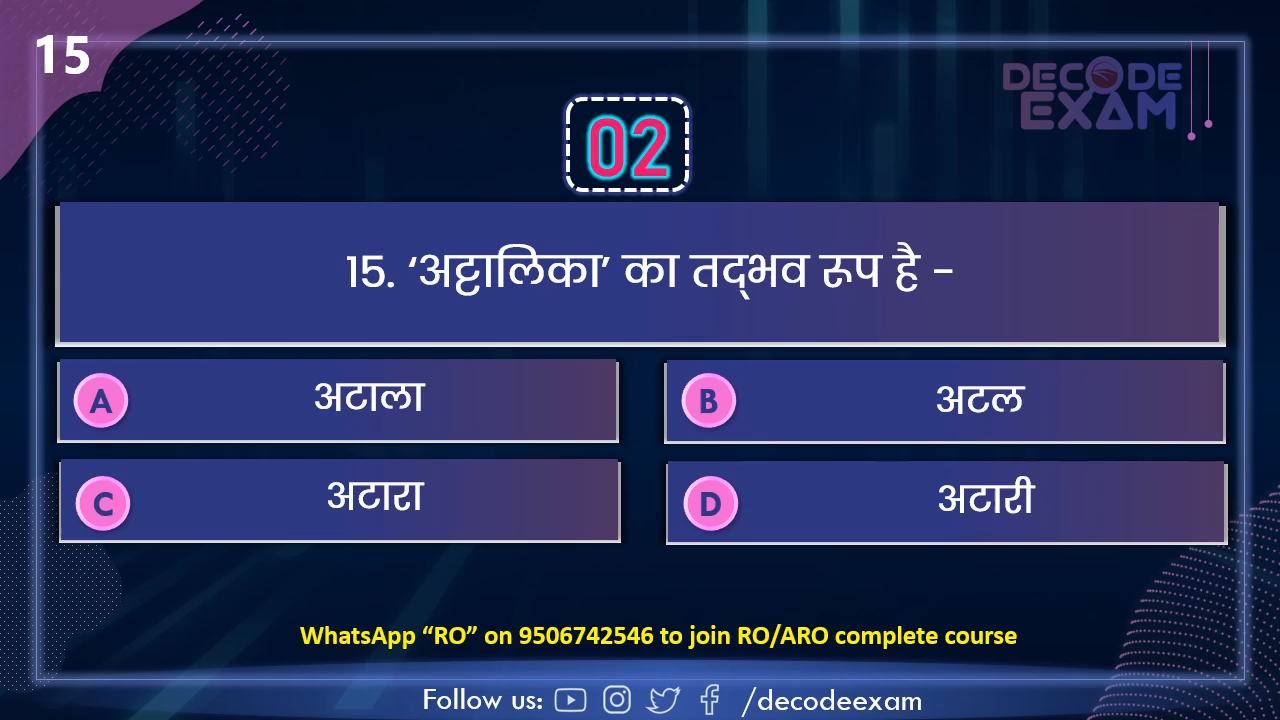 15
DECODE
EXAM
02
15. ‘अट्टालिका’ का तद्‌भव रूप है –
A अटाला
B अटल
C अटारा
D अटारी
WhatsApp “RO” on 9506742546 to join RO/ARO complete course
Follow us: /decodeexam